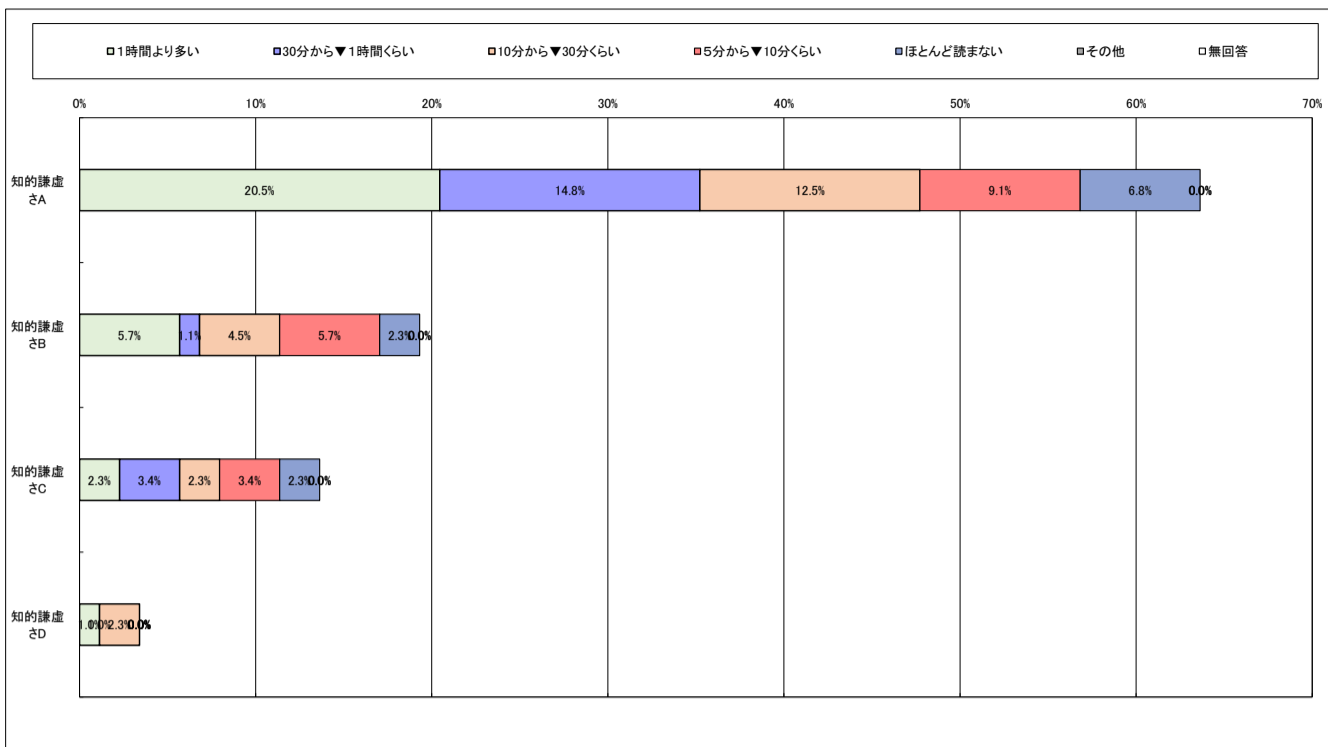 １時間より多い 30分から▼１時間くらい 10分から▼30分くらい ５分から▼10分くらい ほとんど読まない その他 無回答
0% 10% 20% 30% 40% 50% 60% 70%
知的謙虚
さA
20.5% 14.8% 12.5% 9.1% 6.8% 0.0%
知的謙虚
さB
5.7% 1.1% 4.5% 5.7% 2.3% 0.0%
知的謙虚
さC
2.3% 3.4% 2.3% 3.4% 2.3% 0.0%
知的謙虚
さD
2.3% 0.0%